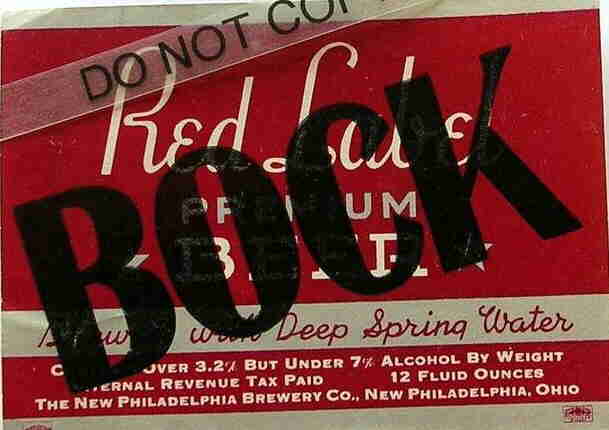 DO NOT COP
Red Label
BOCK
PREMIUM
BEER
with Deep Spring Water
OVER 3.2% BUT UNDER 7% ALCOHOL BY WEIGHT
INTERNAL REVENUE TAX PAID 12 FLUID OUNCES
THE NEW PHILADELPHIA BREWERY CO., NEW PHILADELPHIA, OHIO